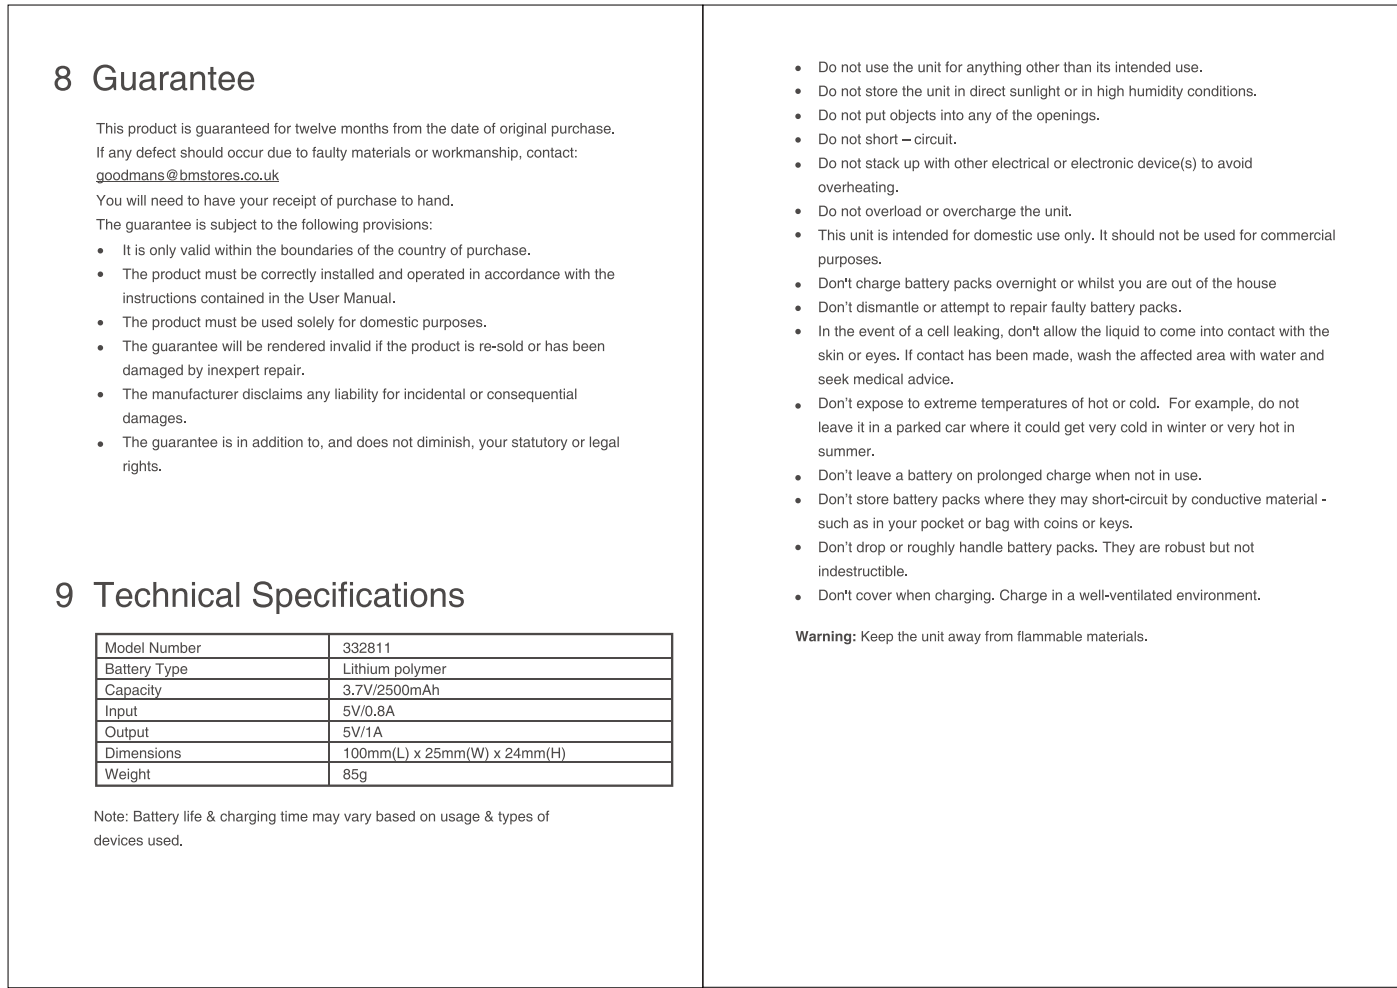 8 Guarantee
This product is guaranteed for twelve months from the date of original purchase.
If any defect should occur due to faulty materials or workmanship, contact:
goodmans@bmstores.co.uk
You will need to have your receipt of purchase to hand.
The guarantee is subject to the following provisions:
• It is only valid within the boundaries of the country of purchase.
• The product must be correctly installed and operated in accordance with the
instructions contained in the User Manual.
• The product must be used solely for domestic purposes.
• The guarantee will be rendered invalid if the product is re-sold or has been
damaged by inexpert repair.
• The manufacturer disclaims any liability for incidental or consequential
damages.
• The guarantee is in addition to, and does not diminish, your statutory or legal
rights.
9 Technical Specifications
Model Number 332811
Battery Type Lithium polymer
Capacity 3.7V/2500mAh
Input 5V/0.8A
Output 5V/1A
Dimensions 100mm(L) x 25mm(W) x 24mm(H)
Weight 85g
Note: Battery life & charging time may vary based on usage & types of
devices used.
• Do not use the unit for anything other than its intended use.
• Do not store the unit in direct sunlight or in high humidity conditions.
• Do not put objects into any of the openings.
• Do not short – circuit.
• Do not stack up with other electrical or electronic device(s) to avoid
overheating.
• Do not overload or overcharge the unit.
• This unit is intended for domestic use only. It should not be used for commercial
purposes.
• Don't charge battery packs overnight or whilst you are out of the house
• Don’t dismantle or attempt to repair faulty battery packs.
• In the event of a cell leaking, don't allow the liquid to come into contact with the
skin or eyes. If contact has been made, wash the affected area with water and
seek medical advice.
• Don’t expose to extreme temperatures of hot or cold.  For example, do not
leave it in a parked car where it could get very cold in winter or very hot in
summer.
• Don’t leave a battery on prolonged charge when not in use.
• Don’t store battery packs where they may short-circuit by conductive material -
such as in your pocket or bag with coins or keys.
• Don’t drop or roughly handle battery packs. They are robust but not
indestructible.
• Don't cover when charging. Charge in a well-ventilated environment.
Warning: Keep the unit away from flammable materials.